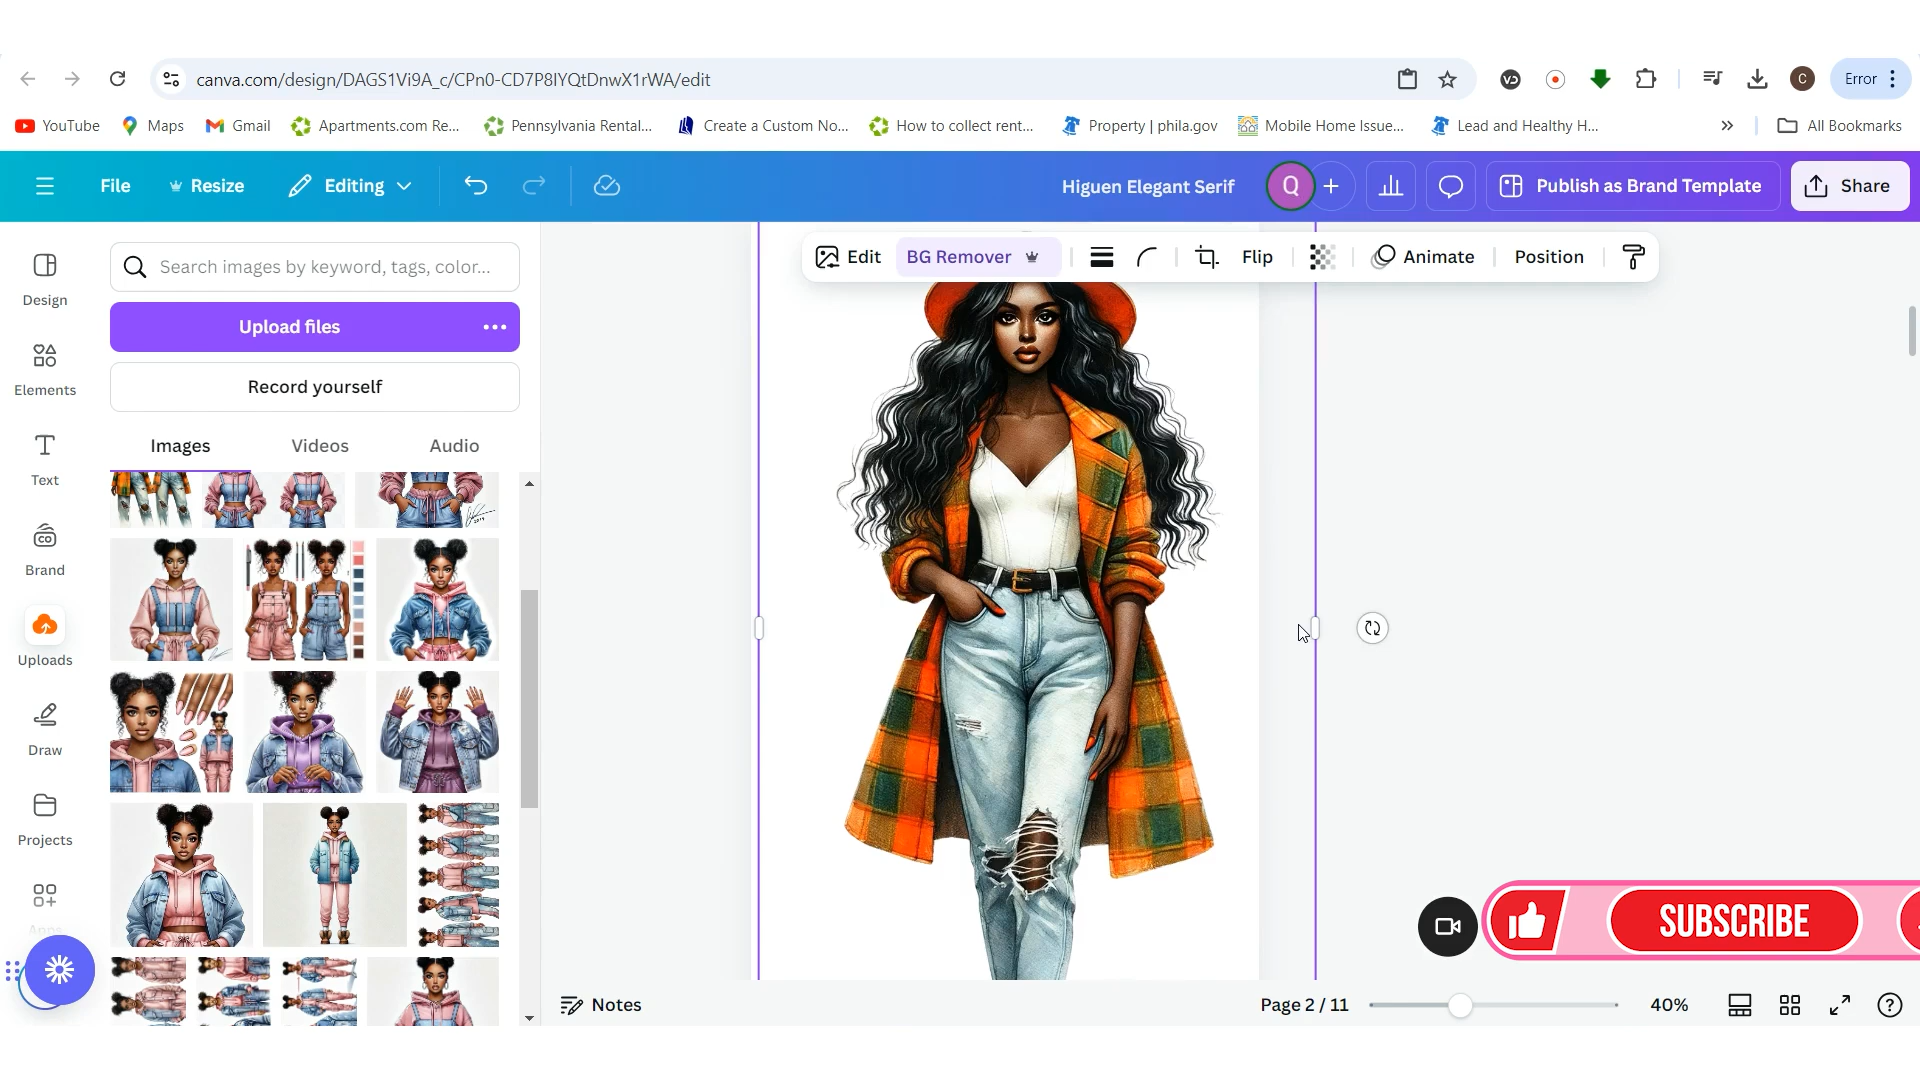 canva.com/design/DAGS1Vi9A_c/CPn0-CD7P8IYQtDnwX1rWA/edit
C
Error
YouTube
Maps
Gmail
Apartments.com Re...
Pennsylvania Rental...
Create a Custom No...
How to collect rent...
Property | phila.gov
Mobile Home Issue...
Lead and Healthy H...
All Bookmarks
File
Resize
Editing
Higuen Elegant Serif
Q
Publish as Brand Template
Share
Edit
BG Remover
Flip
Animate
Position
Design
Elements
Text
Brand
Uploads
Draw
Projects
Apps
Search images by keyword, tags, color...
Upload files
Record yourself
Images
Videos
Audio
SUBSCRIBE
Notes
Page 2 / 11
40%